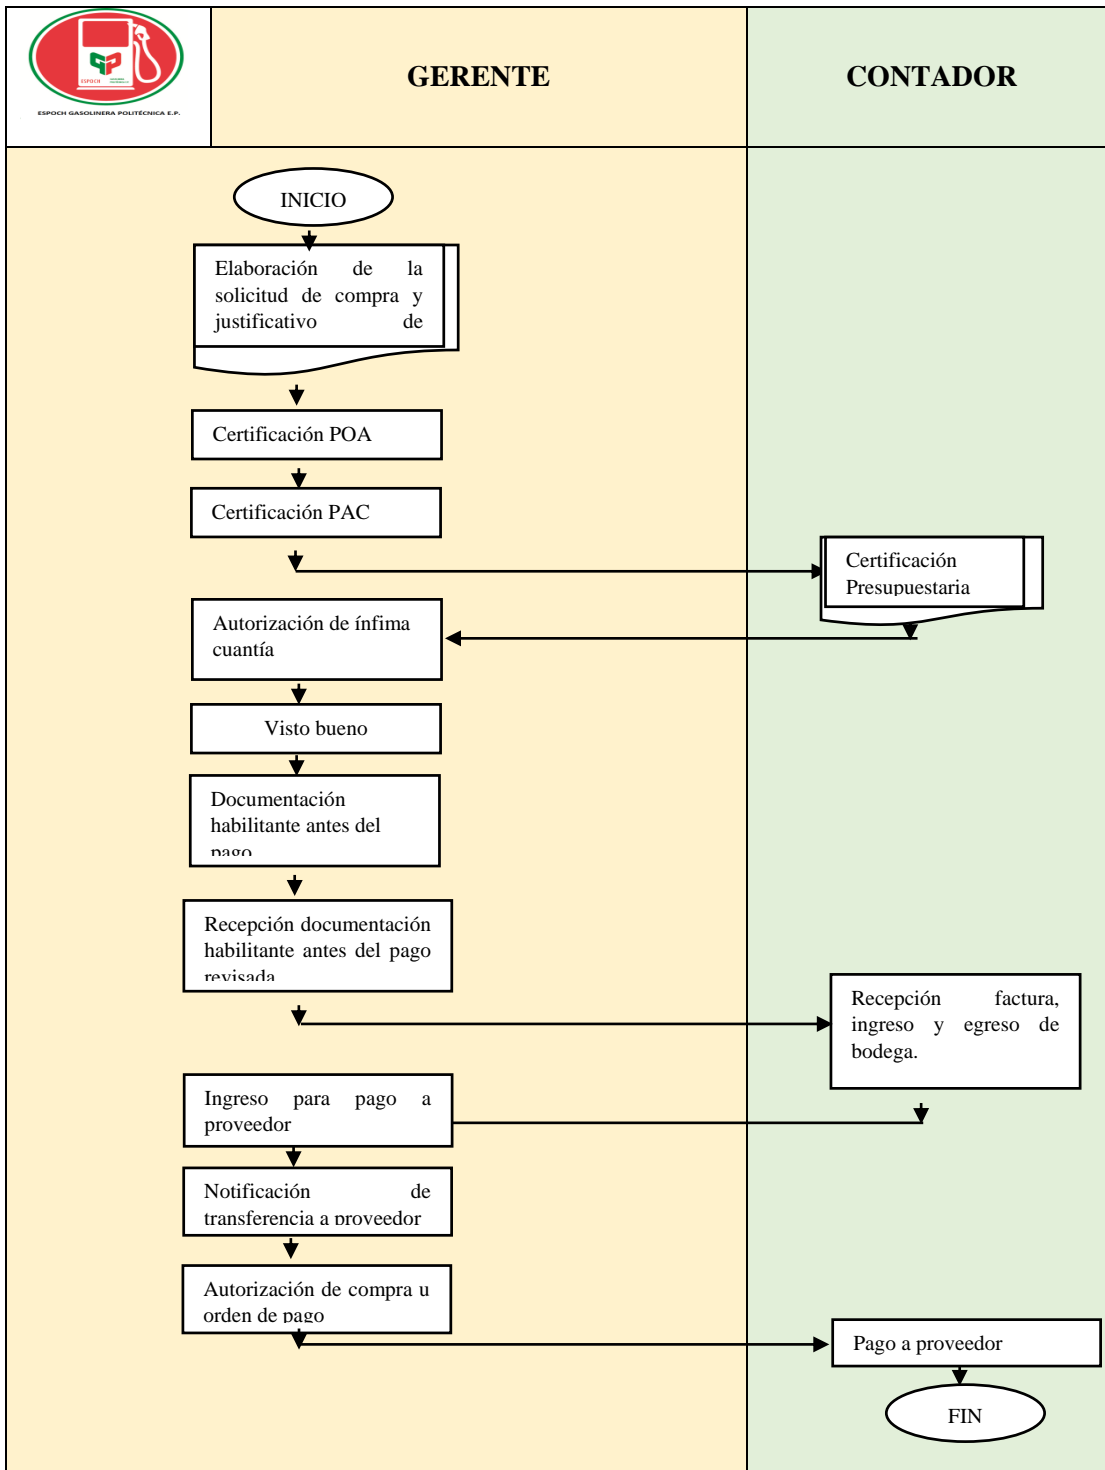 ESPOCH
ESPOCH GASOLINERA POLITÉCNICA E.P.
GERENTE
CONTADOR
INICIO
Elaboración de la
solicitud de compra y
justificativo de
Certificación POA
Certificación PAC
Certificación
Presupuestaria
Autorización de ínfima
cuantía
Visto bueno
Documentación
habilitante antes del
pago
Recepción documentación
habilitante antes del pago
revisada
Recepción factura,
ingreso y egreso de
bodega.
Ingreso para pago a
proveedor
Notificación de
transferencia a proveedor
Autorización de compra u
orden de pago
Pago a proveedor
FIN